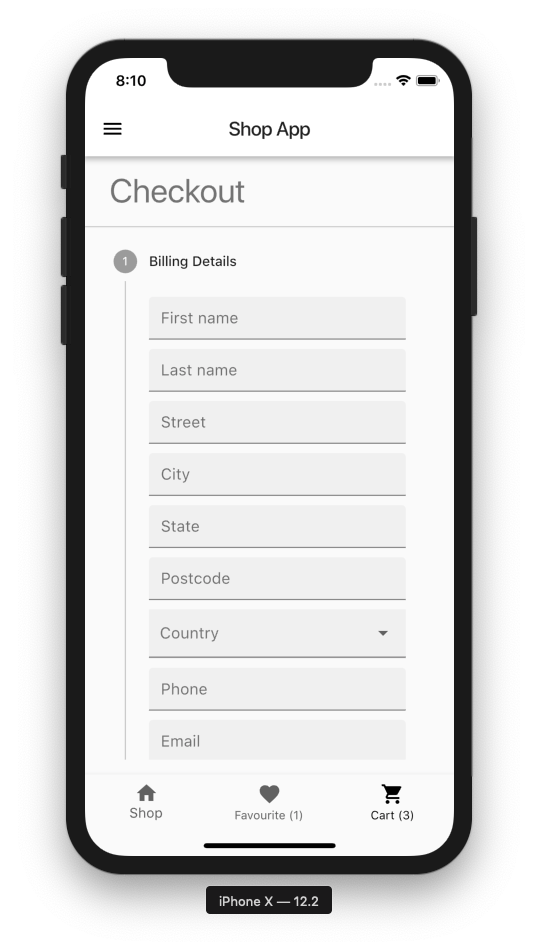 8:10
Shop App
Checkout
1 Billing Details
First name
Last name
Street
City
State
Postcode
Country
Phone
Email
Shop Favourite (1) Cart (3)
iPhone X — 12.2